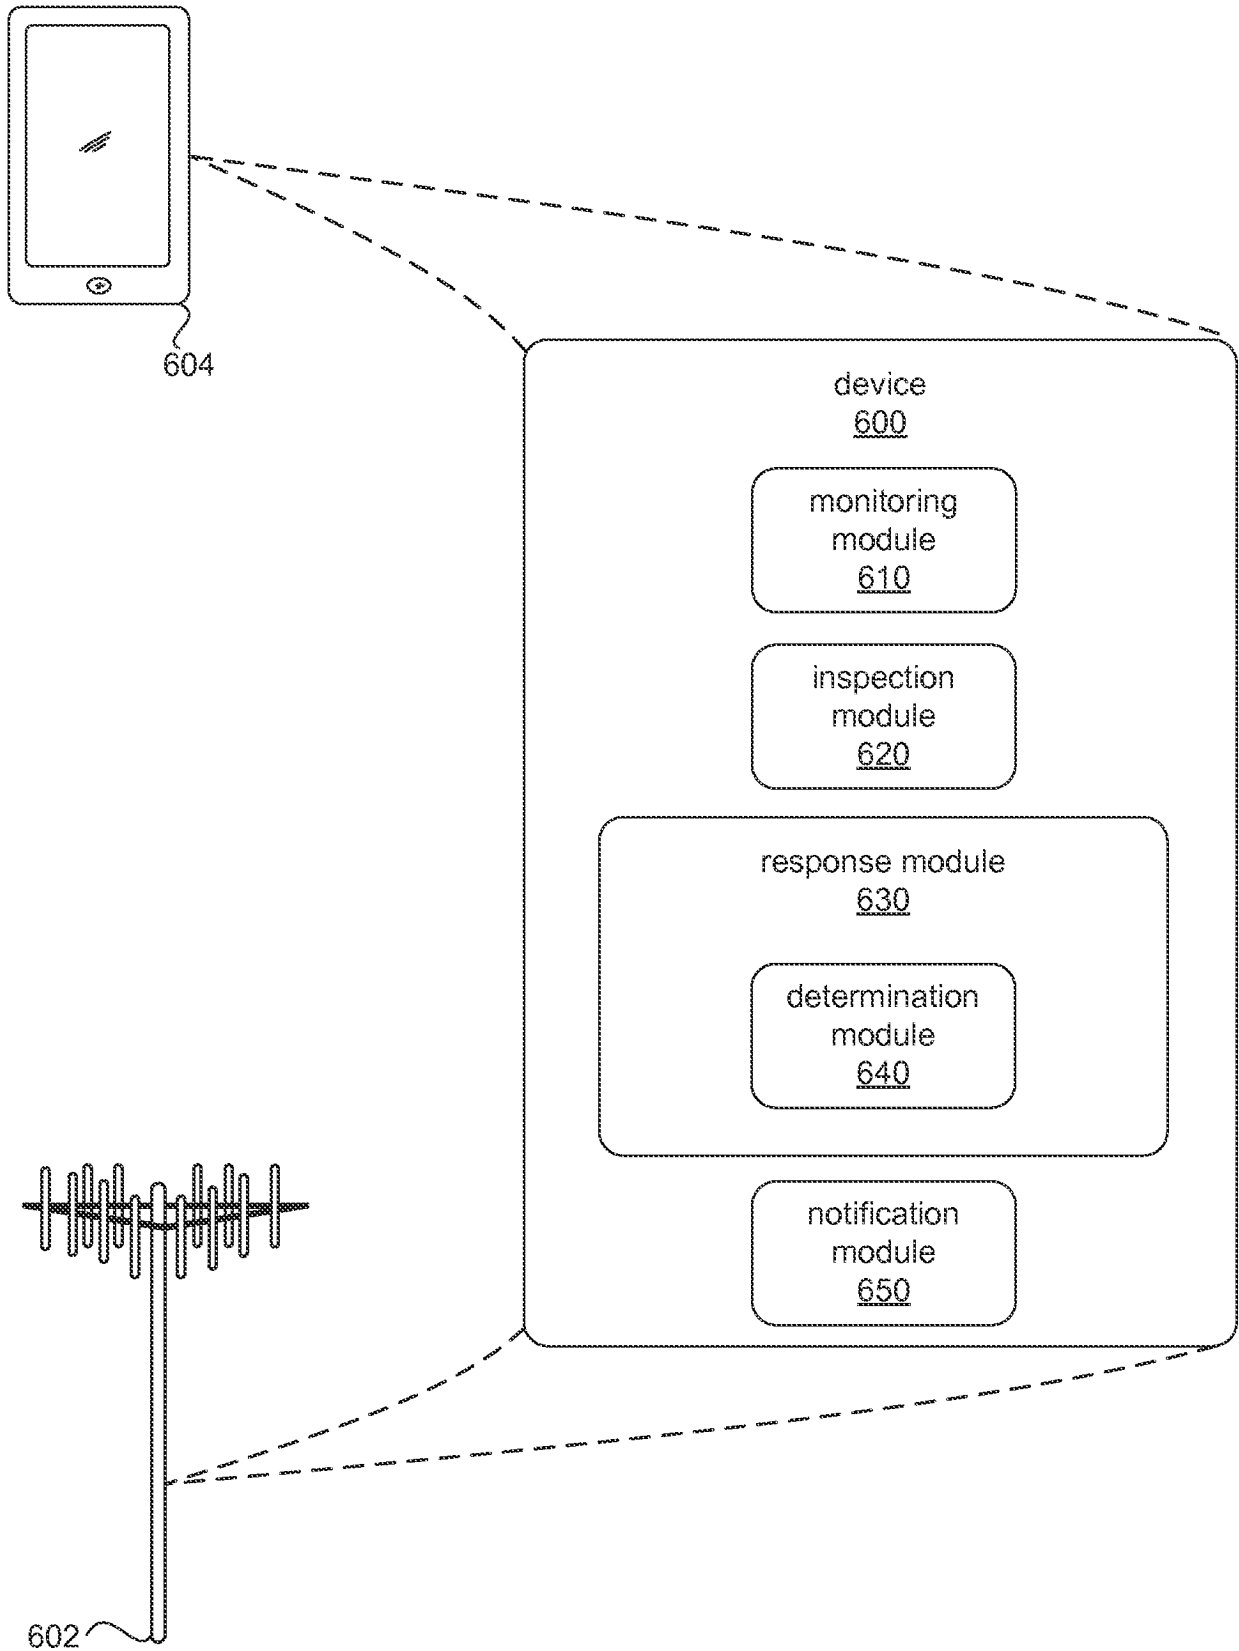 604
device
600
monitoring
module
610
inspection
module
620
response module
630
determination
module
640
notification
module
650
602